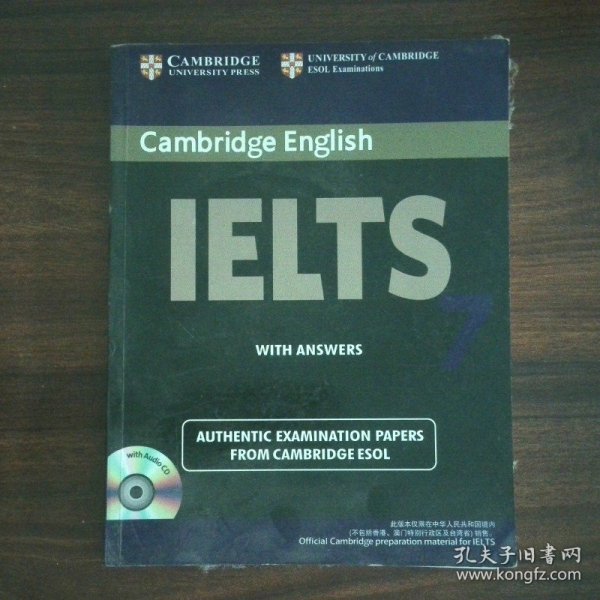 CAMBRIDGE
UNIVERSITY PRESS
UNIVERSITY of CAMBRIDGE
ESOL Examinations
Cambridge English
IELTS
7
WITH ANSWERS
AUTHENTIC EXAMINATION PAPERS
FROM CAMBRIDGE ESOL
with Audio CD
此版本仅限在中华人民共和国境内
(不包括香港、澳门特别行政区及台湾省)销售。
Official Cambridge preparation material for IELTS
孔夫子旧书网
www.kongfz.com